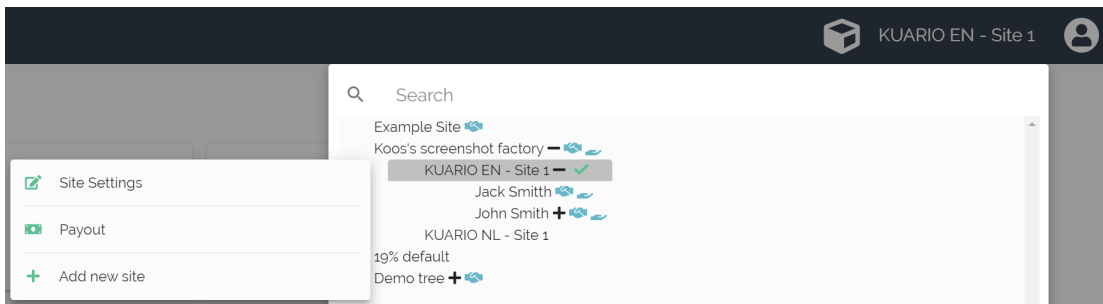 KUARIO EN - Site 1
Search
Example Site
Koos's screenshot factory
KUARIO EN - Site 1
Jack Smitth
John Smith
KUARIO NL - Site 1
19% default
Demo tree
Site Settings
Payout
Add new site